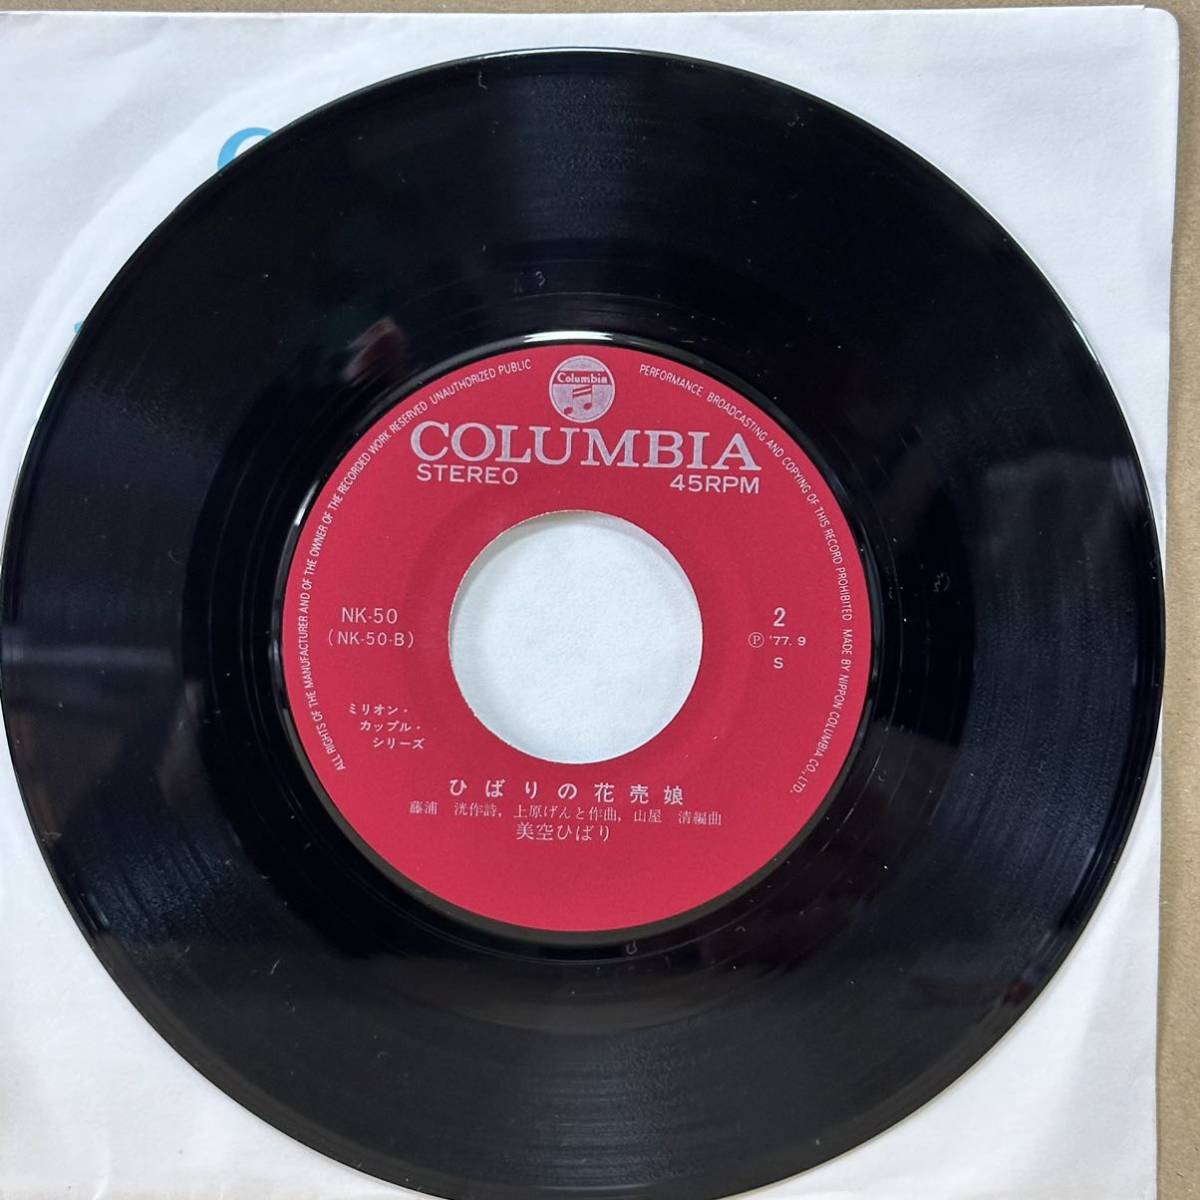 Columbia
COLUMBIA
STEREO 45RPM
NK-50
(NK-50-B)
2
Ⓟ '77. 9
S
ミリオン・
カップル・
シリーズ
ひばりの花売娘
藤浦 洸作詩, 上原げんと作曲, 山屋 清編曲
美空ひばり
ALL RIGHTS OF THE MANUFACTURER AND OF THE OWNER OF THE RECORDED WORK RESERVED UNAUTHORIZED PUBLIC PERFORMANCE, BROADCASTING AND COPYING OF THIS RECORD PROHIBITED MADE BY NIPPON COLUMBIA CO., LTD.